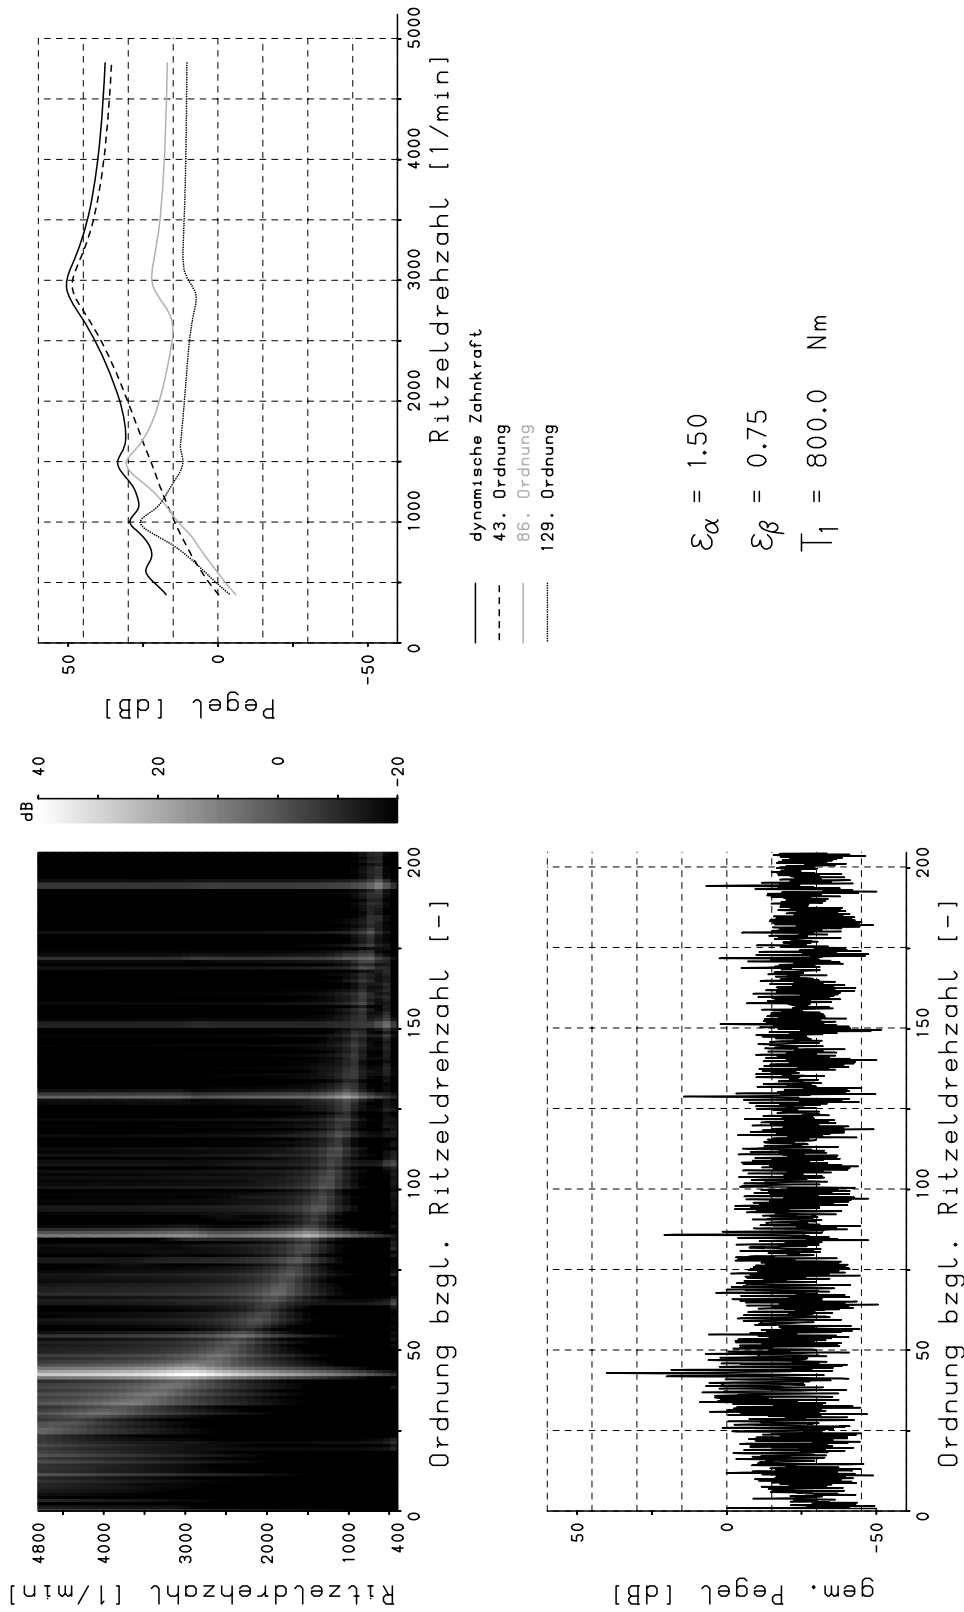 4800
4000
3000
2000
1000
400
Ritzeldrehzahl [1/min]
0 50 100 150 200
Ordnung bzgl. Ritzeldrehzahl [-]
dB
40
20
0
-20
50
0
-50
Pegel [dB]
0 1000 2000 3000 4000 5000
Ritzeldrehzahl [1/min]
dynamische Zahnkraft
43. Ordnung
86. Ordnung
129. Ordnung
50
0
-50
gem. Pegel [dB]
0 50 100 150 200
Ordnung bzgl. Ritzeldrehzahl [-]
εα = 1.50
εβ = 0.75
T1 = 800.0 Nm